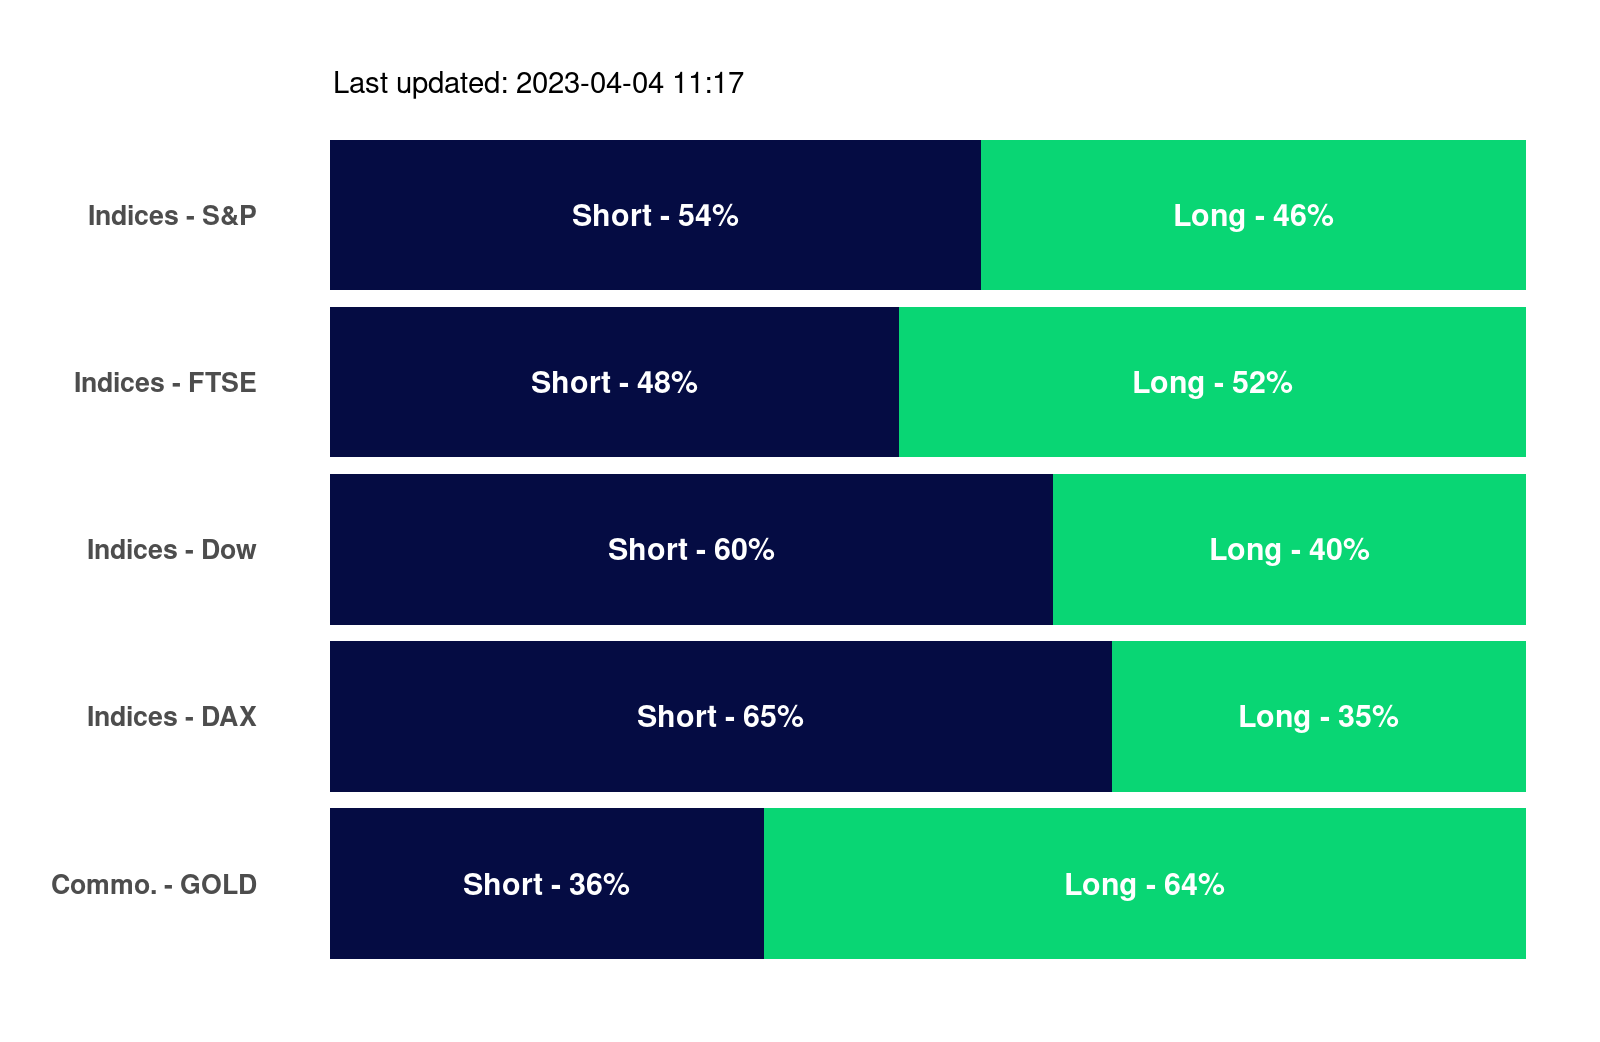 Last updated: 2023-04-04 11:17
Indices - S&P Short - 54% Long - 46%
Indices - FTSE Short - 48% Long - 52%
Indices - Dow Short - 60% Long - 40%
Indices - DAX Short - 65% Long - 35%
Commo. - GOLD Short - 36% Long - 64%